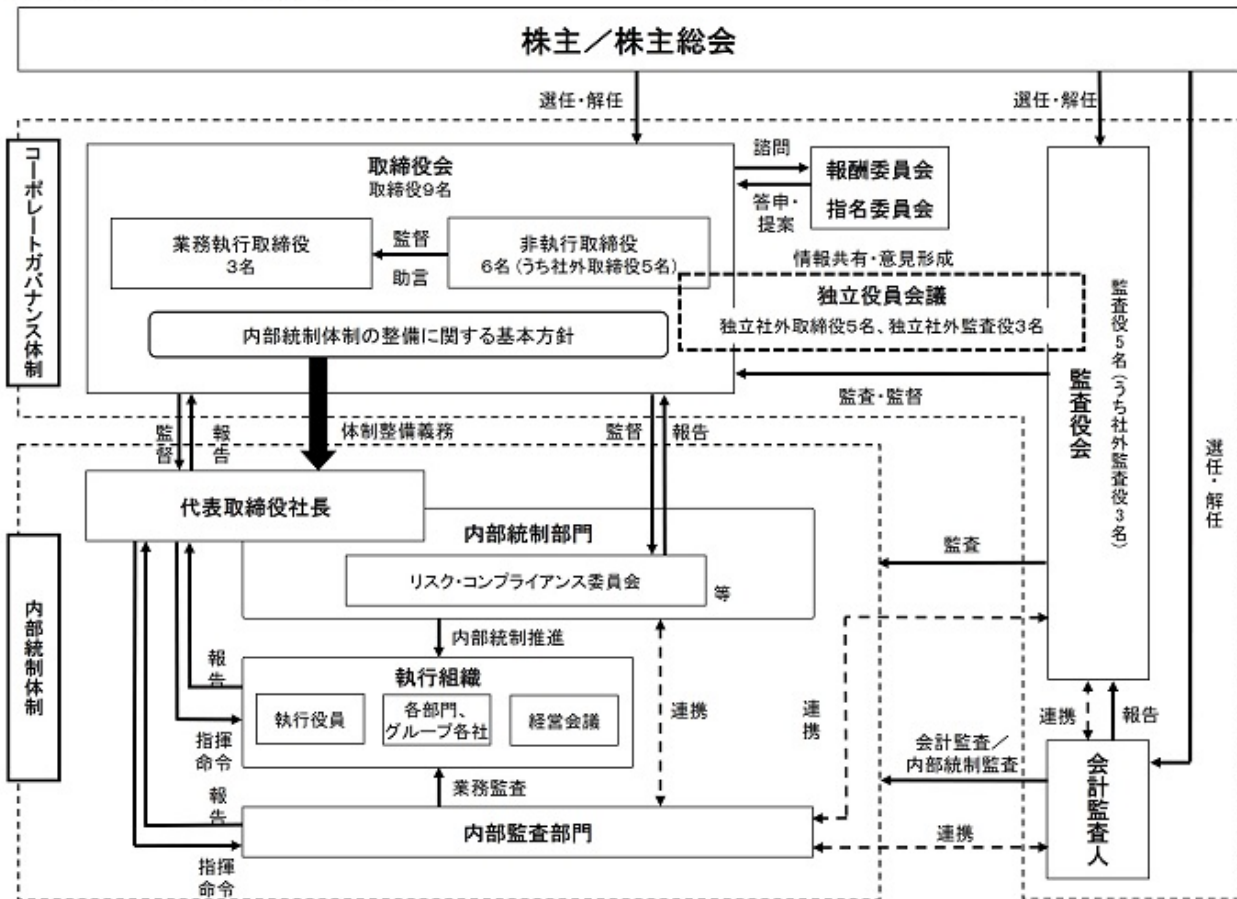 株主／株主総会
選任・解任
選任・解任
コーポレートガバナンス体制
取締役会
取締役9名
諮問
答申・
提案
報酬委員会
指名委員会
業務執行取締役
3名
監督
助言
非執行取締役
6名（うち社外取締役5名）
情報共有・意見形成
独立役員会議
独立社外取締役5名、独立社外監査役3名
内部統制体制の整備に関する基本方針
監査役会
監査役5名（うち社外監査役3名）
監査・監督
選任・解任
監督
報告
体制整備義務
監督
報告
内部統制体制
代表取締役社長
内部統制部門
リスク・コンプライアンス委員会
等
監査
内部統制推進
報告
執行組織
執行役員
各部門、
グループ各社
経営会議
指揮
命令
連携
連携
連携
報告
会計監査／
内部統制監査
会計監査人
業務監査
報告
内部監査部門
連携
指揮
命令